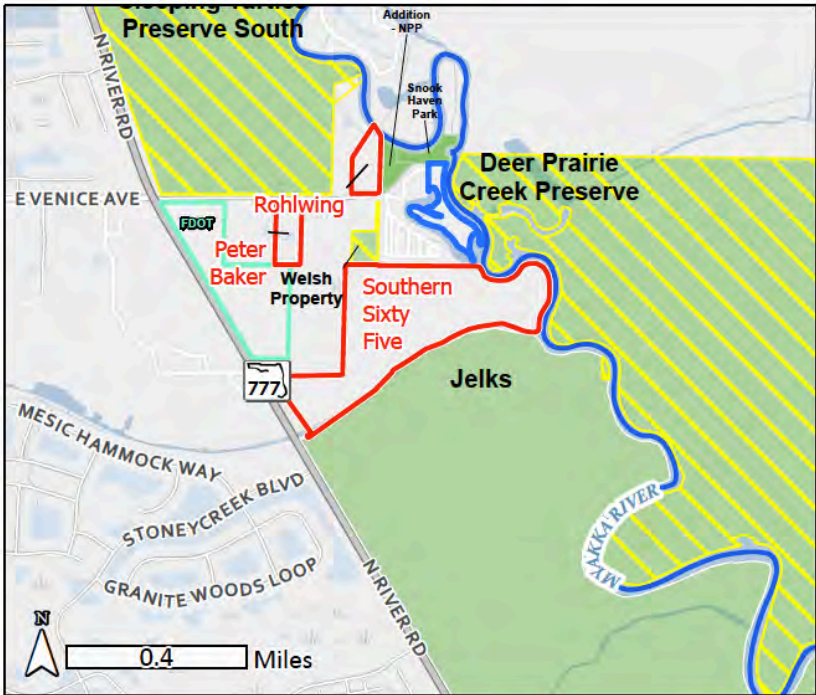 Sleeping Turtles
Preserve South
Addition
- NPP
Snook
Haven
Park
N RIVER RD
Deer Prairie
Creek Preserve
E VENICE AVE
Rohlwing
FDOT
Peter
Baker
Welsh
Property
Southern
Sixty
Five
777
Jelks
MESIC HAMMOCK WAY
STONEYCREEK BLVD
MYAKKA RIVER
GRANITE WOODS LOOP
N RIVER RD
N
0.4 Miles